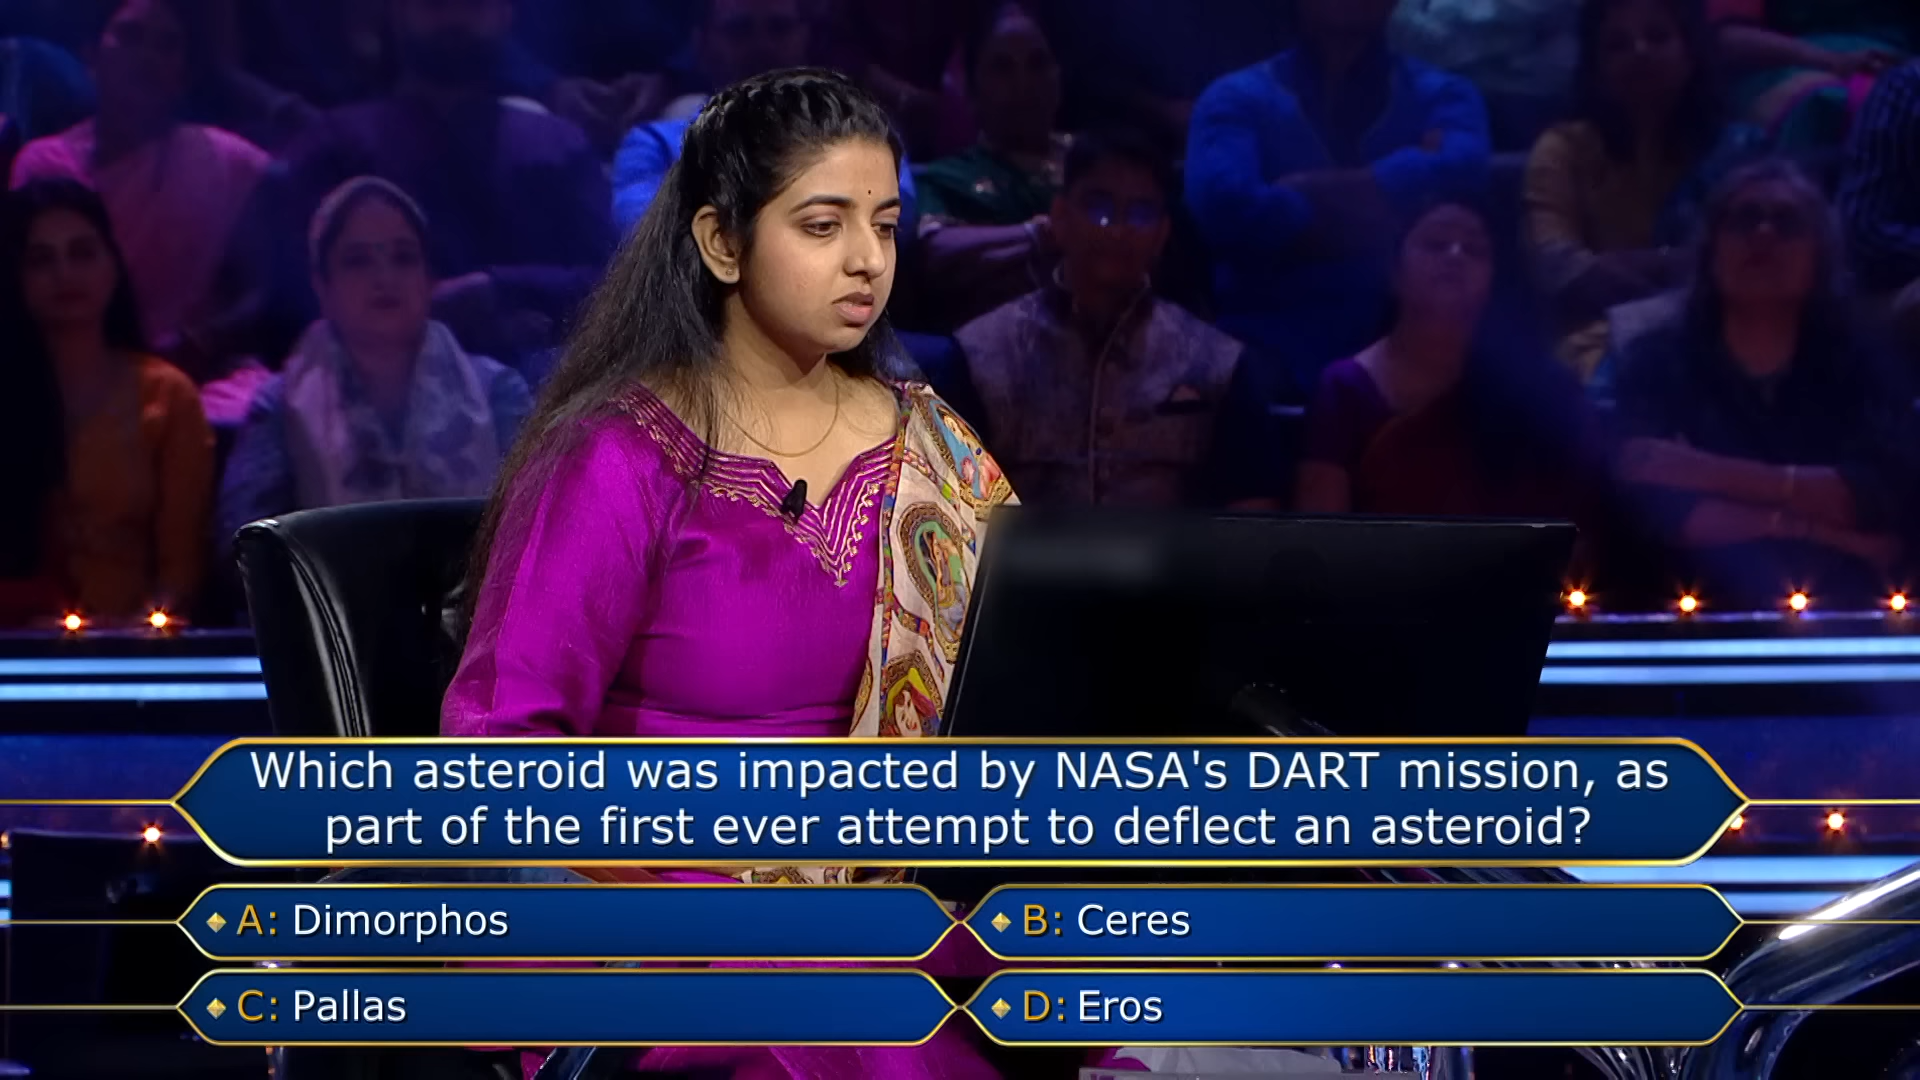 Which asteroid was impacted by NASA's DART mission, as
part of the first ever attempt to deflect an asteroid?
A: Dimorphos
B: Ceres
C: Pallas
D: Eros